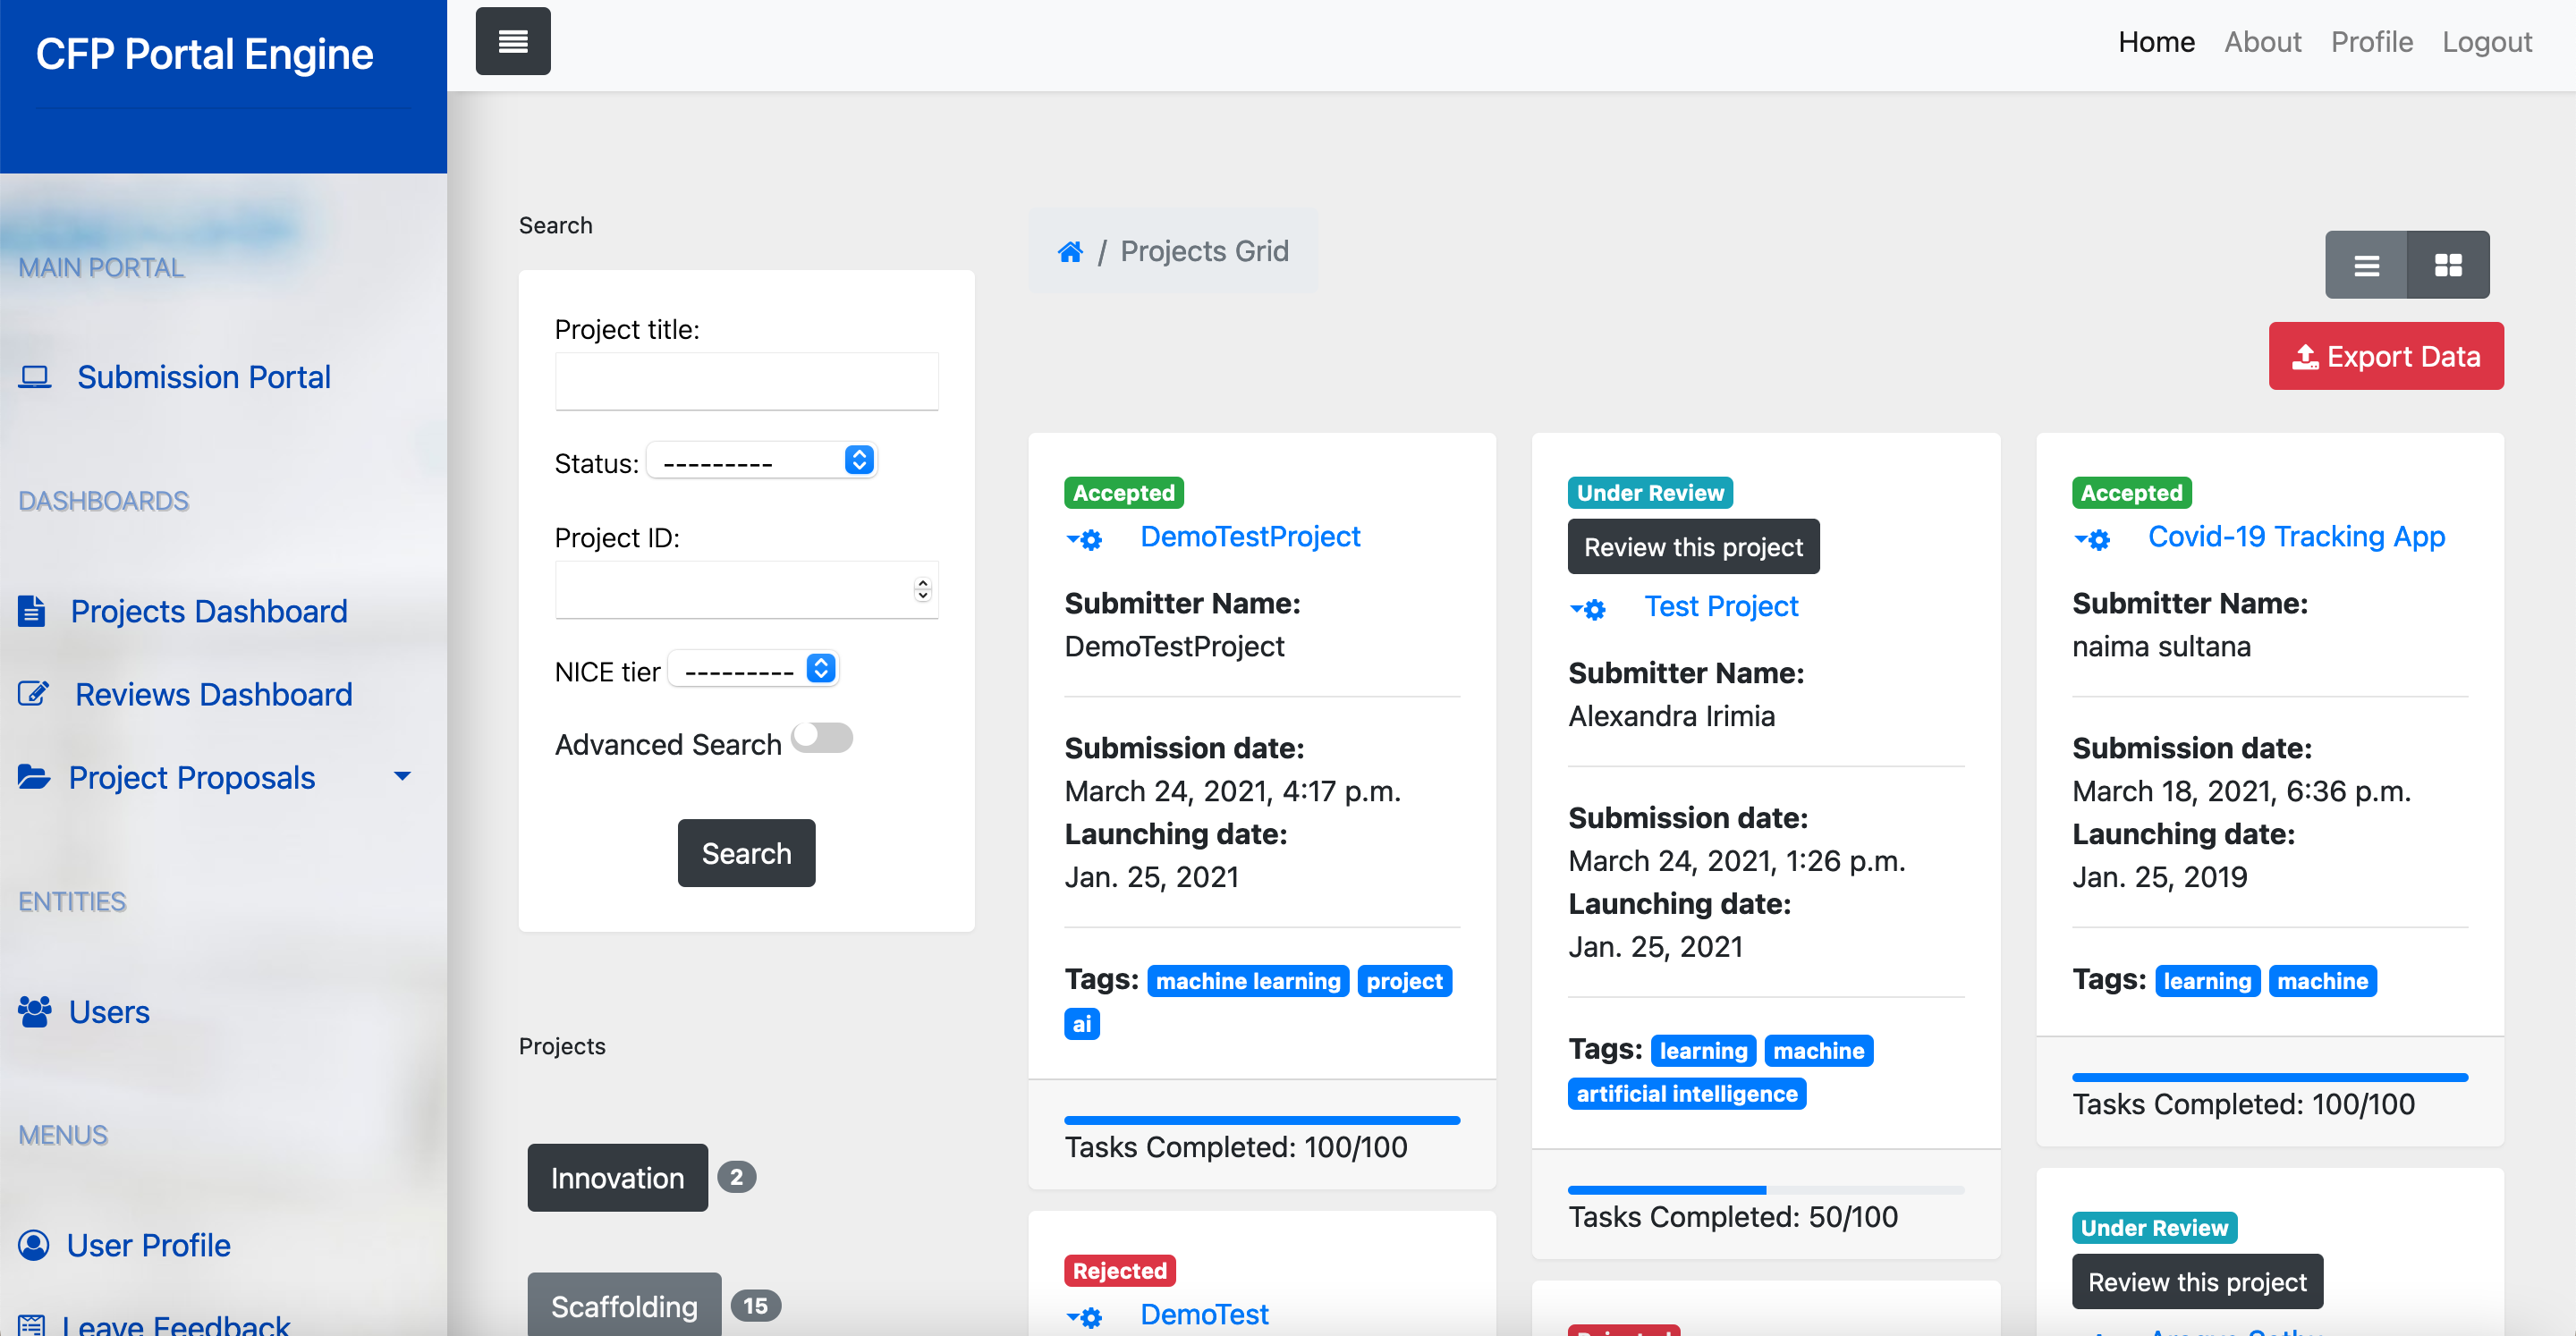 CFP Portal Engine
Home About Profile Logout
MAIN PORTAL
Submission Portal
DASHBOARDS
Projects Dashboard
Reviews Dashboard
Project Proposals
ENTITIES
Users
MENUS
User Profile
Leave Feedback
Search
Project title:
Status: ---------
Project ID:
NICE tier ---------
Advanced Search
Search
Projects
Innovation 2
Scaffolding 15
/ Projects Grid
Export Data
Accepted
DemoTestProject
Submitter Name:
DemoTestProject
Submission date:
March 24, 2021, 4:17 p.m.
Launching date:
Jan. 25, 2021
Tags: machine learning project
ai
Tasks Completed: 100/100
Rejected
DemoTest
Under Review
Review this project
Test Project
Submitter Name:
Alexandra Irimia
Submission date:
March 24, 2021, 1:26 p.m.
Launching date:
Jan. 25, 2021
Tags: learning machine
artificial intelligence
Tasks Completed: 50/100
Rejected
Accepted
Covid-19 Tracking App
Submitter Name:
naima sultana
Submission date:
March 18, 2021, 6:36 p.m.
Launching date:
Jan. 25, 2019
Tags: learning machine
Tasks Completed: 100/100
Under Review
Review this project